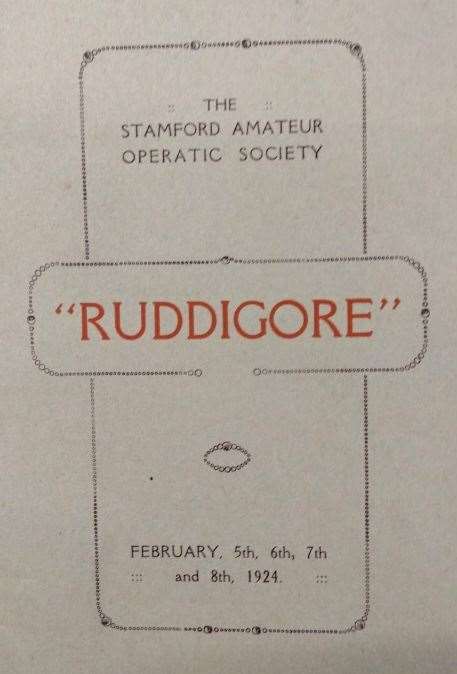 :: THE ::
STAMFORD AMATEUR
OPERATIC SOCIETY
"RUDDIGORE"
FEBRUARY, 5th, 6th, 7th
::: and 8th, 1924. :::